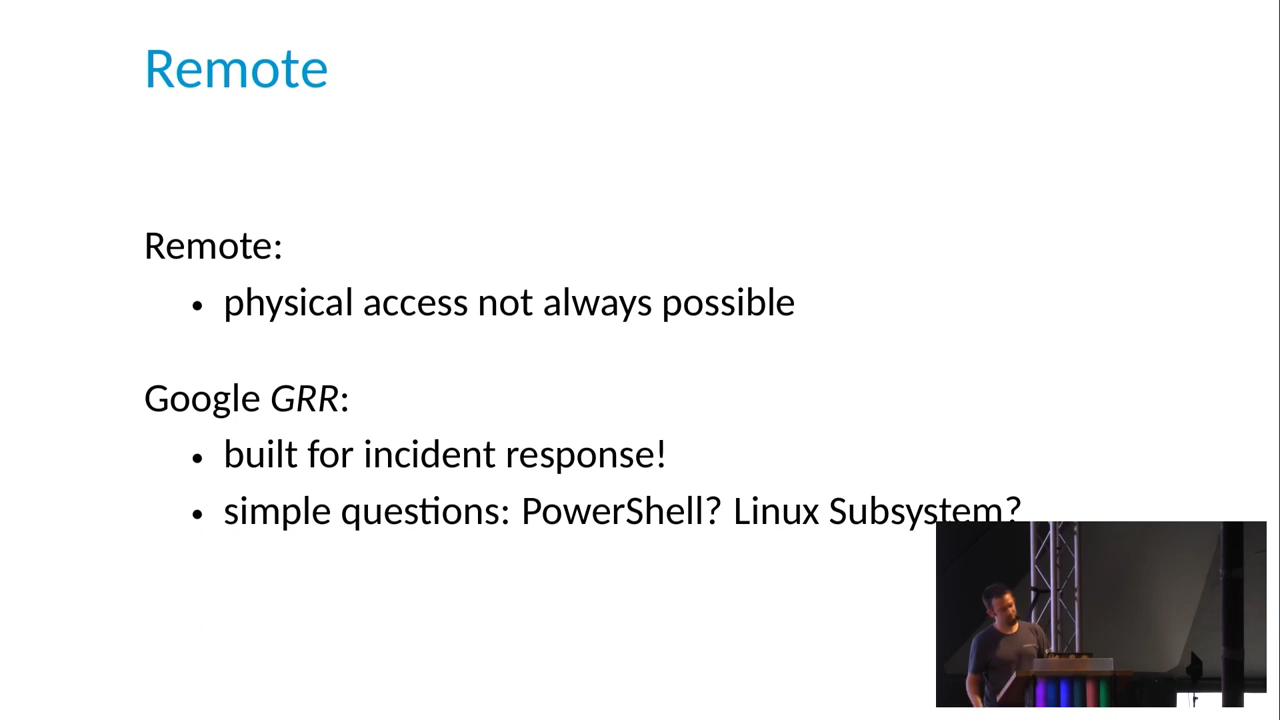 Remote
Remote:
• physical access not always possible
Google GRR:
• built for incident response!
• simple questions: PowerShell? Linux Subsystem?